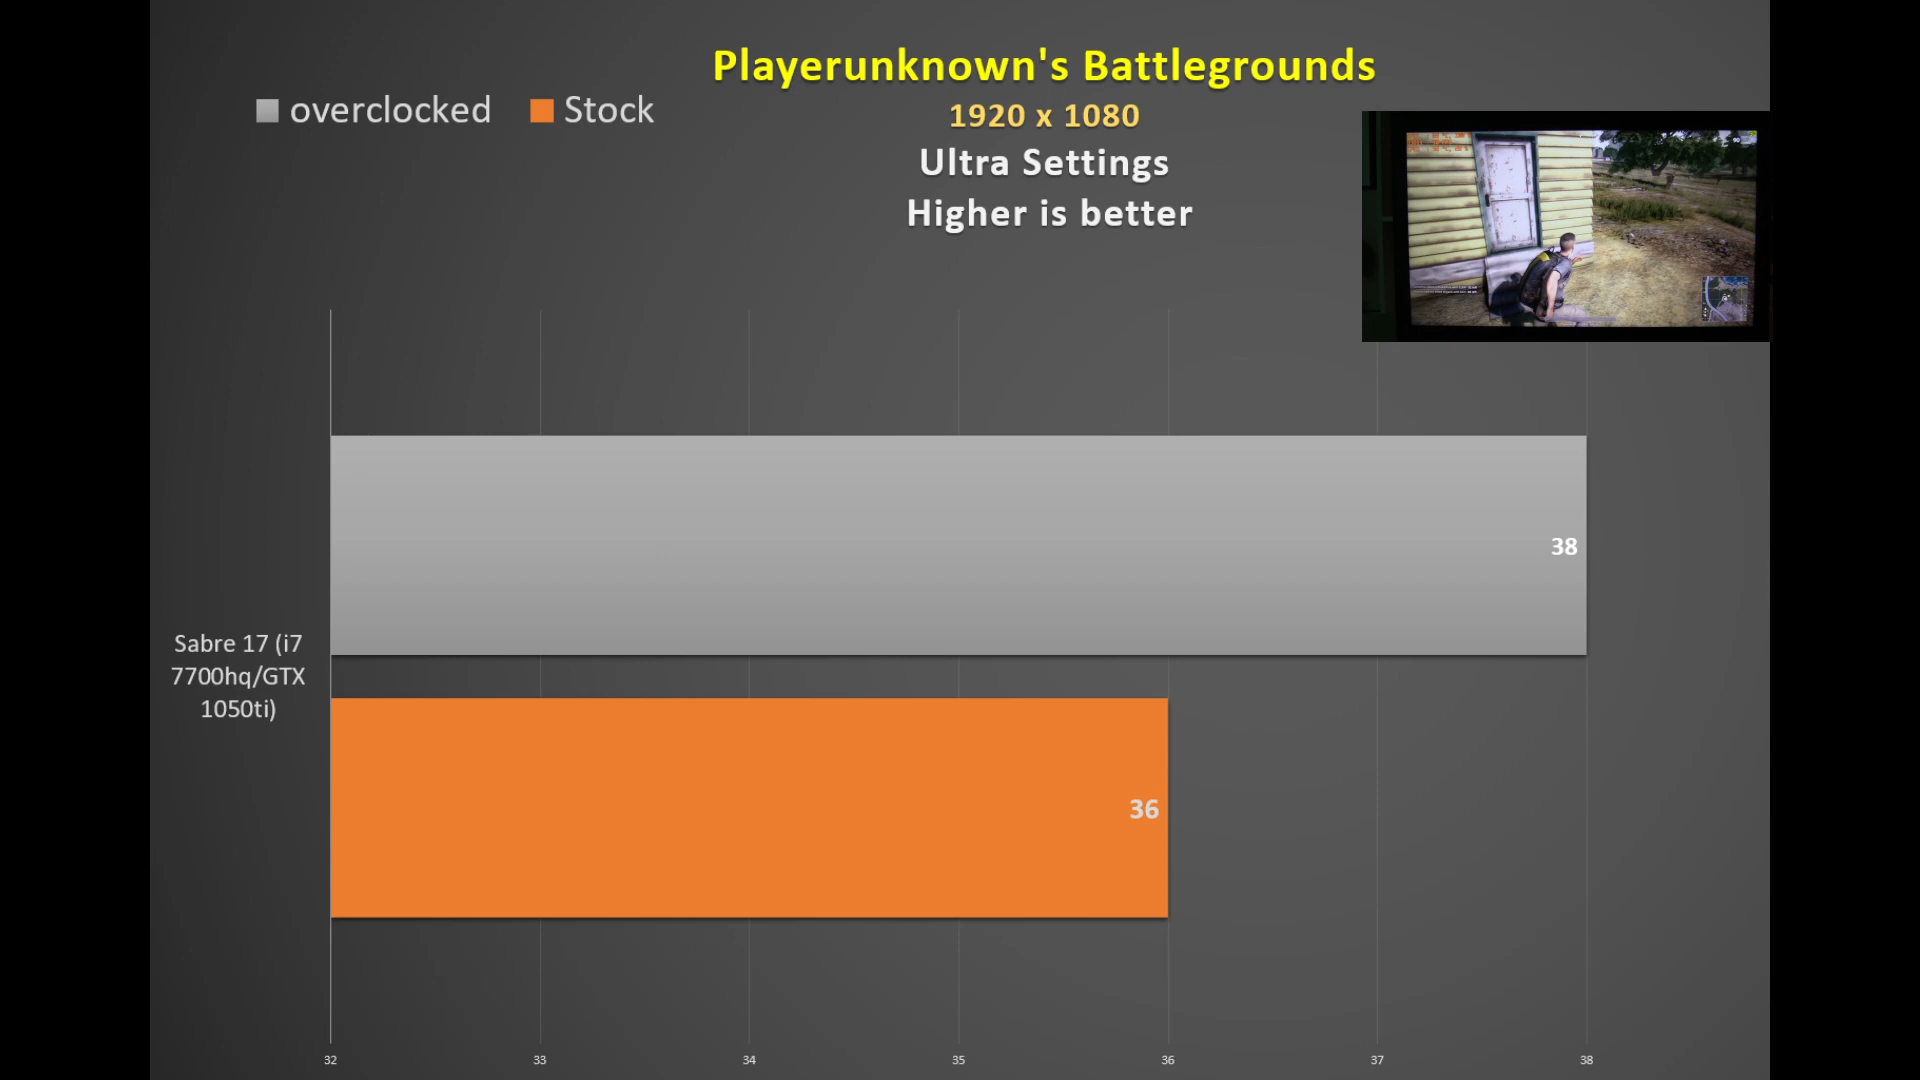 Playerunknown's Battlegrounds
1920 x 1080
Ultra Settings
Higher is better
overclocked
Stock
38
Sabre 17 (i7
7700hq/GTX
1050ti)
36
32
33
34
35
36
37
38